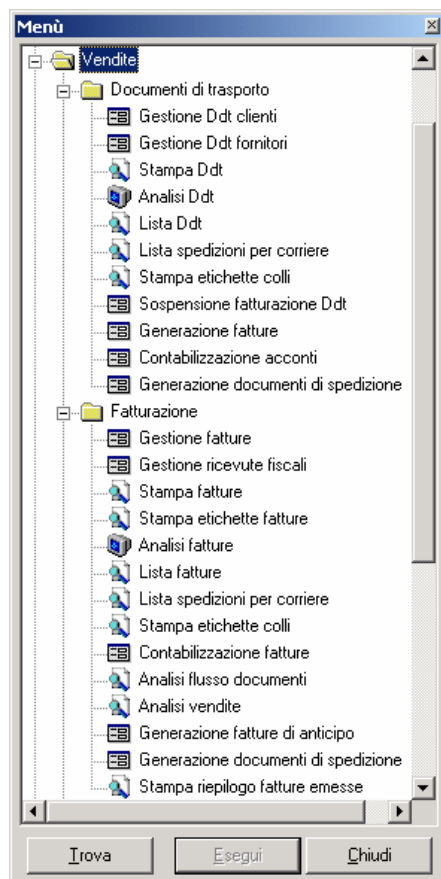 Menù
Vendite
Documenti di trasporto
Gestione Ddt clienti
Gestione Ddt fornitori
Stampa Ddt
Analisi Ddt
Lista Ddt
Lista spedizioni per corriere
Stampa etichette colli
Sospensione fatturazione Ddt
Generazione fatture
Contabilizzazione acconti
Generazione documenti di spedizione
Fatturazione
Gestione fatture
Gestione ricevute fiscali
Stampa fatture
Stampa etichette fatture
Analisi fatture
Lista fatture
Lista spedizioni per corriere
Stampa etichette colli
Contabilizzazione fatture
Analisi flusso documenti
Analisi vendite
Generazione fatture di anticipo
Generazione documenti di spedizione
Stampa riepilogo fatture emesse
Trova Esegui Chiudi